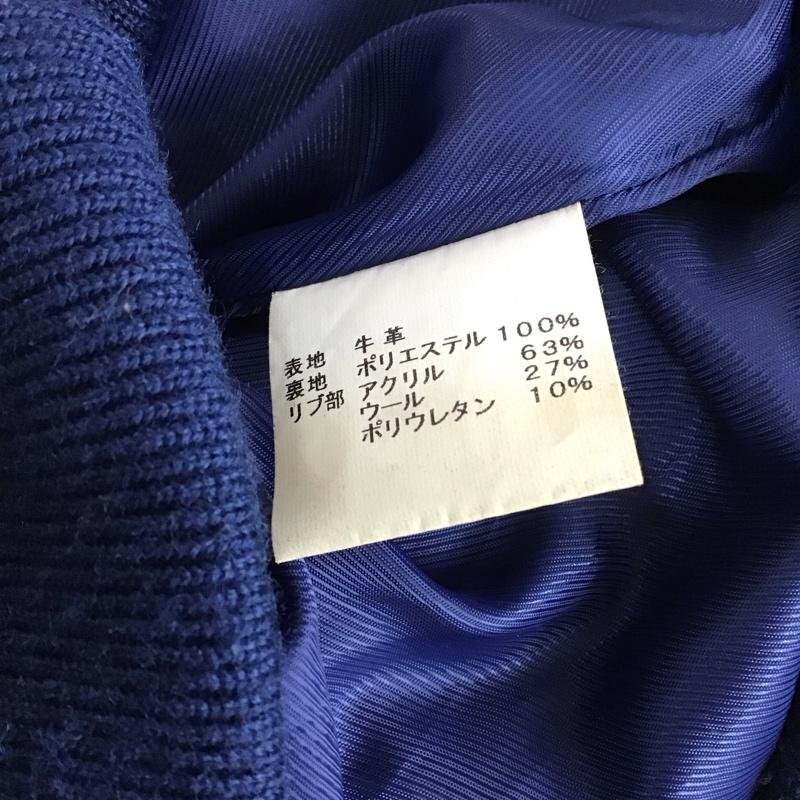 表地 牛革
裏地 ポリエステル 100%
リブ部 アクリル 63%
ウール 27%
ポリウレタン 10%